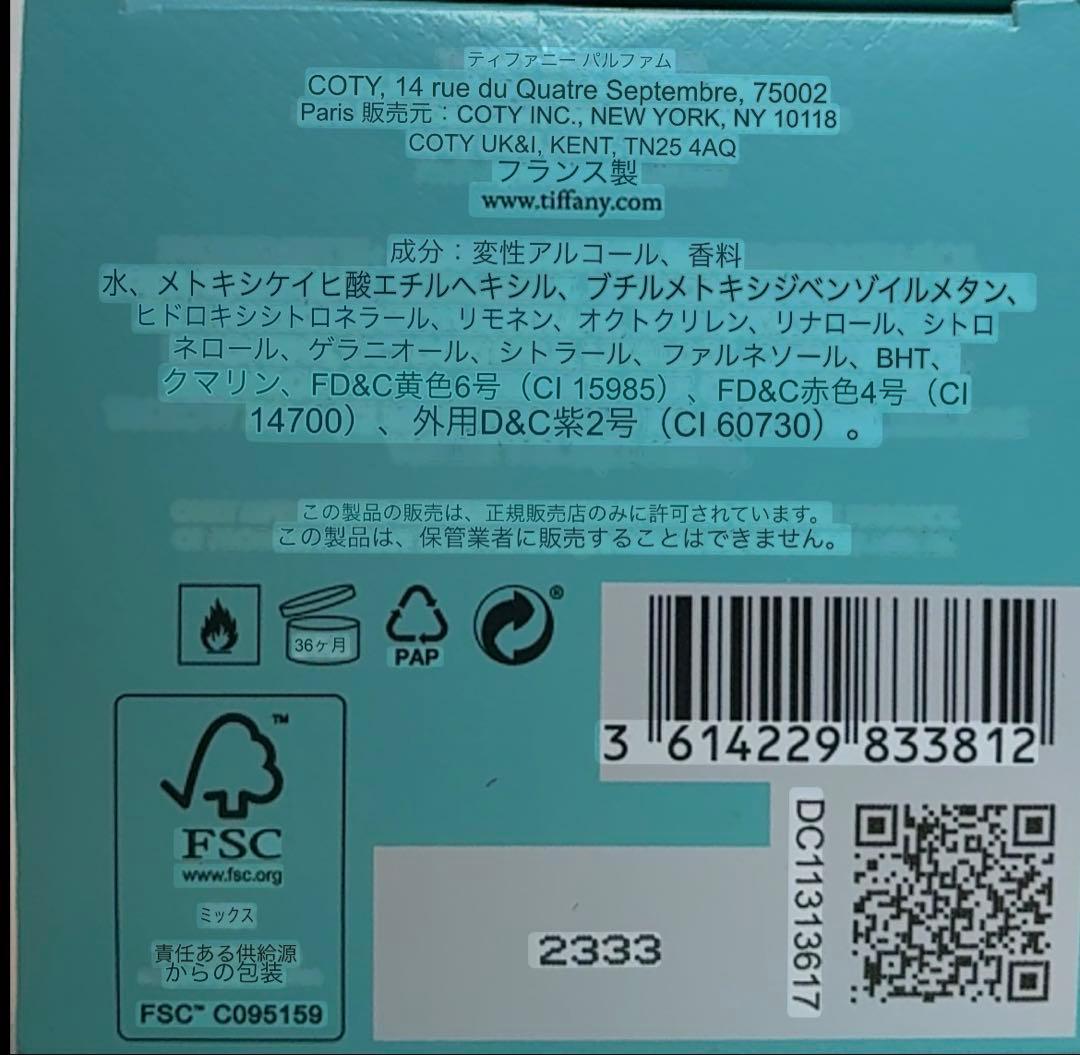 ティファニー パルファム
COTY, 14 rue du Quatre Septembre, 75002
Paris 販売元：COTY INC., NEW YORK, NY 10118
COTY UK&I, KENT, TN25 4AQ
フランス製
www.tiffany.com
成分：変性アルコール、香料
水、メトキシケイヒ酸エチルヘキシル、ブチルメトキシジベンゾイルメタン、
ヒドロキシシトロネラール、リモネン、オクトクリレン、リナロール、シトロ
ネロール、ゲラニオール、シトラール、ファルネソール、BHT、
クマリン、FD&C黄色6号（CI 15985）、FD&C赤色4号（CI
14700）、外用D&C紫2号（CI 60730）。
この製品の販売は、正規販売店のみに許可されています。
この製品は、保管業者に販売することはできません。
36ヶ月
PAP
®
3 614229 833812
™
FSC
www.fsc.org
ミックス
責任ある供給源
からの包装
FSC™ C095159
2333
DC11313617